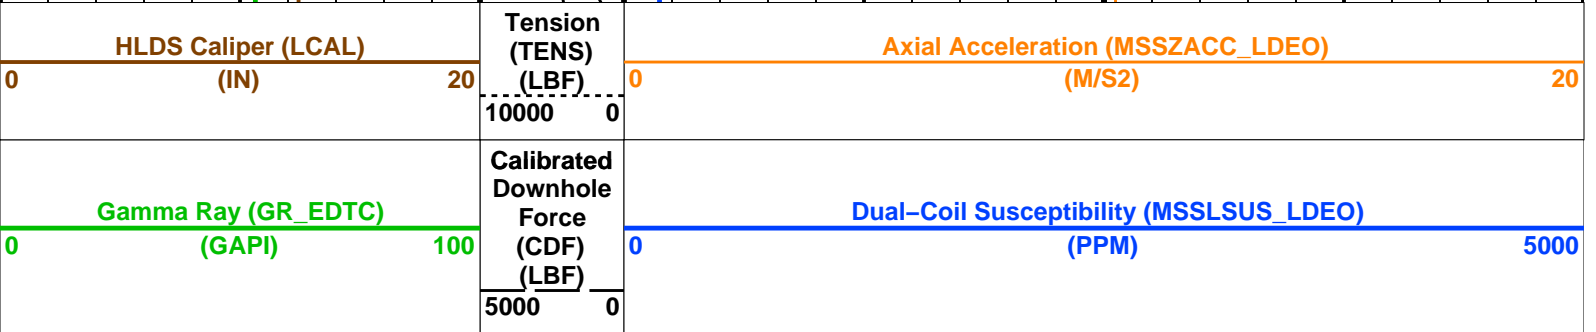 HLDS Caliper (LCAL)
0 (IN) 20
Tension
(TENS)
(LBF)
10000 0
Axial Acceleration (MSSZACC_LDEO)
0 (M/S2) 20
Gamma Ray (GR_EDTC)
0 (GAPI) 100
Calibrated
Downhole
Force
(CDF)
(LBF)
5000 0
Dual−Coil Susceptibility (MSSLSUS_LDEO)
0 (PPM) 5000